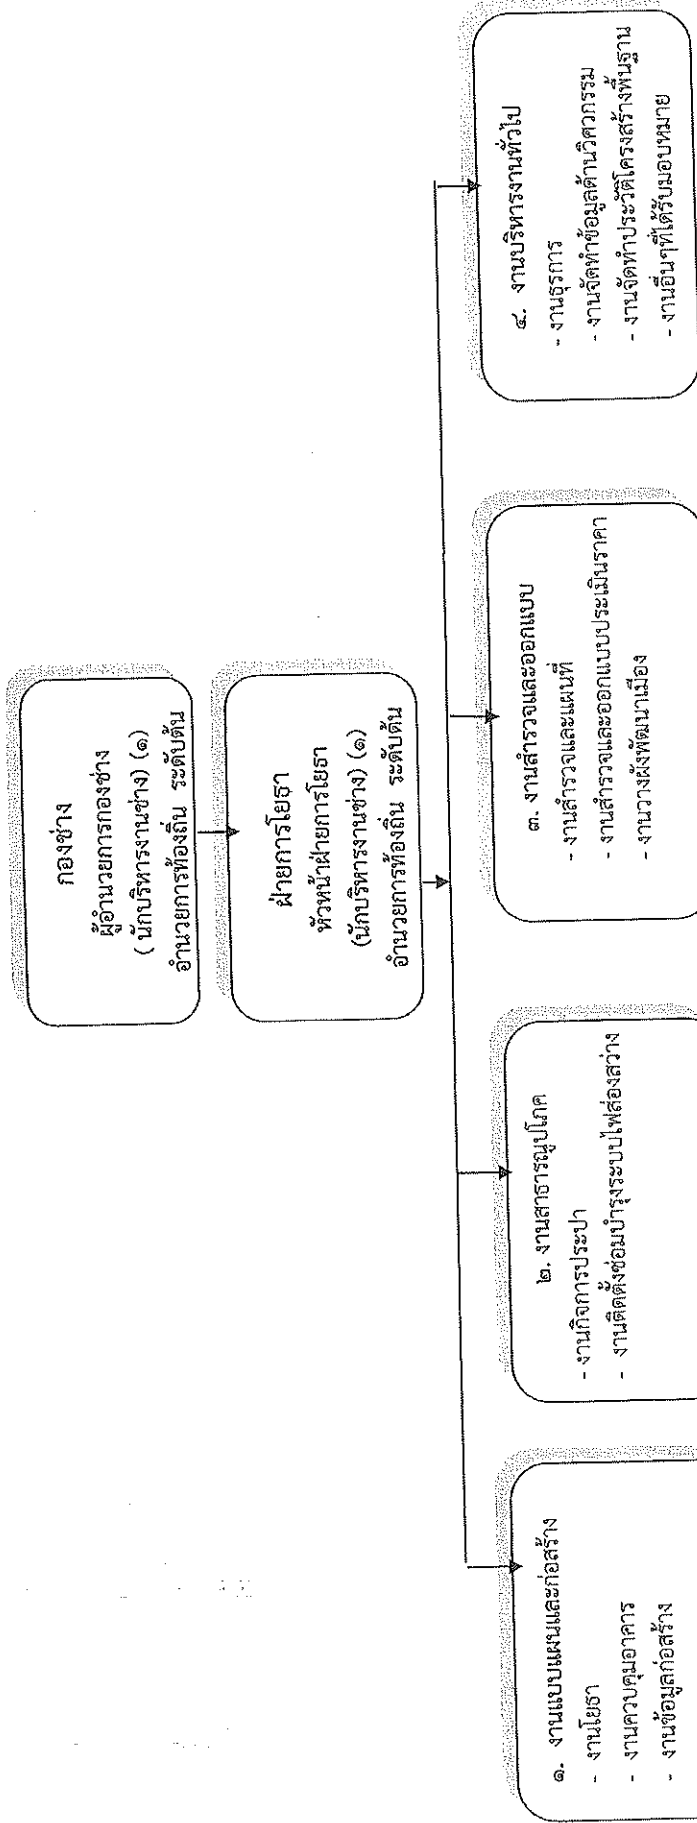 กองช่าง
ผู้อำนวยการกองช่าง
( นักบริหารงานช่าง) (๑)
อำนวยการท้องถิ่น ระดับต้น
ฝ่ายการโยธา
หัวหน้าฝ่ายการโยธา
(นักบริหารงานช่าง) (๑)
อำนวยการท้องถิ่น ระดับต้น
๑. งานแบบแผนและก่อสร้าง
- งานโยธา
- งานควบคุมอาคาร
- งานข้อมูลก่อสร้าง
๒. งานสาธารณูปโภค
- งานกิจการประปา
- งานติดตั้งซ่อมบำรุงระบบไฟส่องสว่าง
๓. งานสำรวจและออกแบบ
- งานสำรวจและแผนที่
- งานสำรวจและออกแบบประเมินราคา
- งานวางผังพัฒนาเมือง
๔. งานบริหารงานทั่วไป
- งานธุรการ
- งานจัดทำข้อมูลด้านวิศวกรรม
- งานจัดทำประวัติโครงสร้างพื้นฐาน
- งานอื่นๆที่ได้รับมอบหมาย